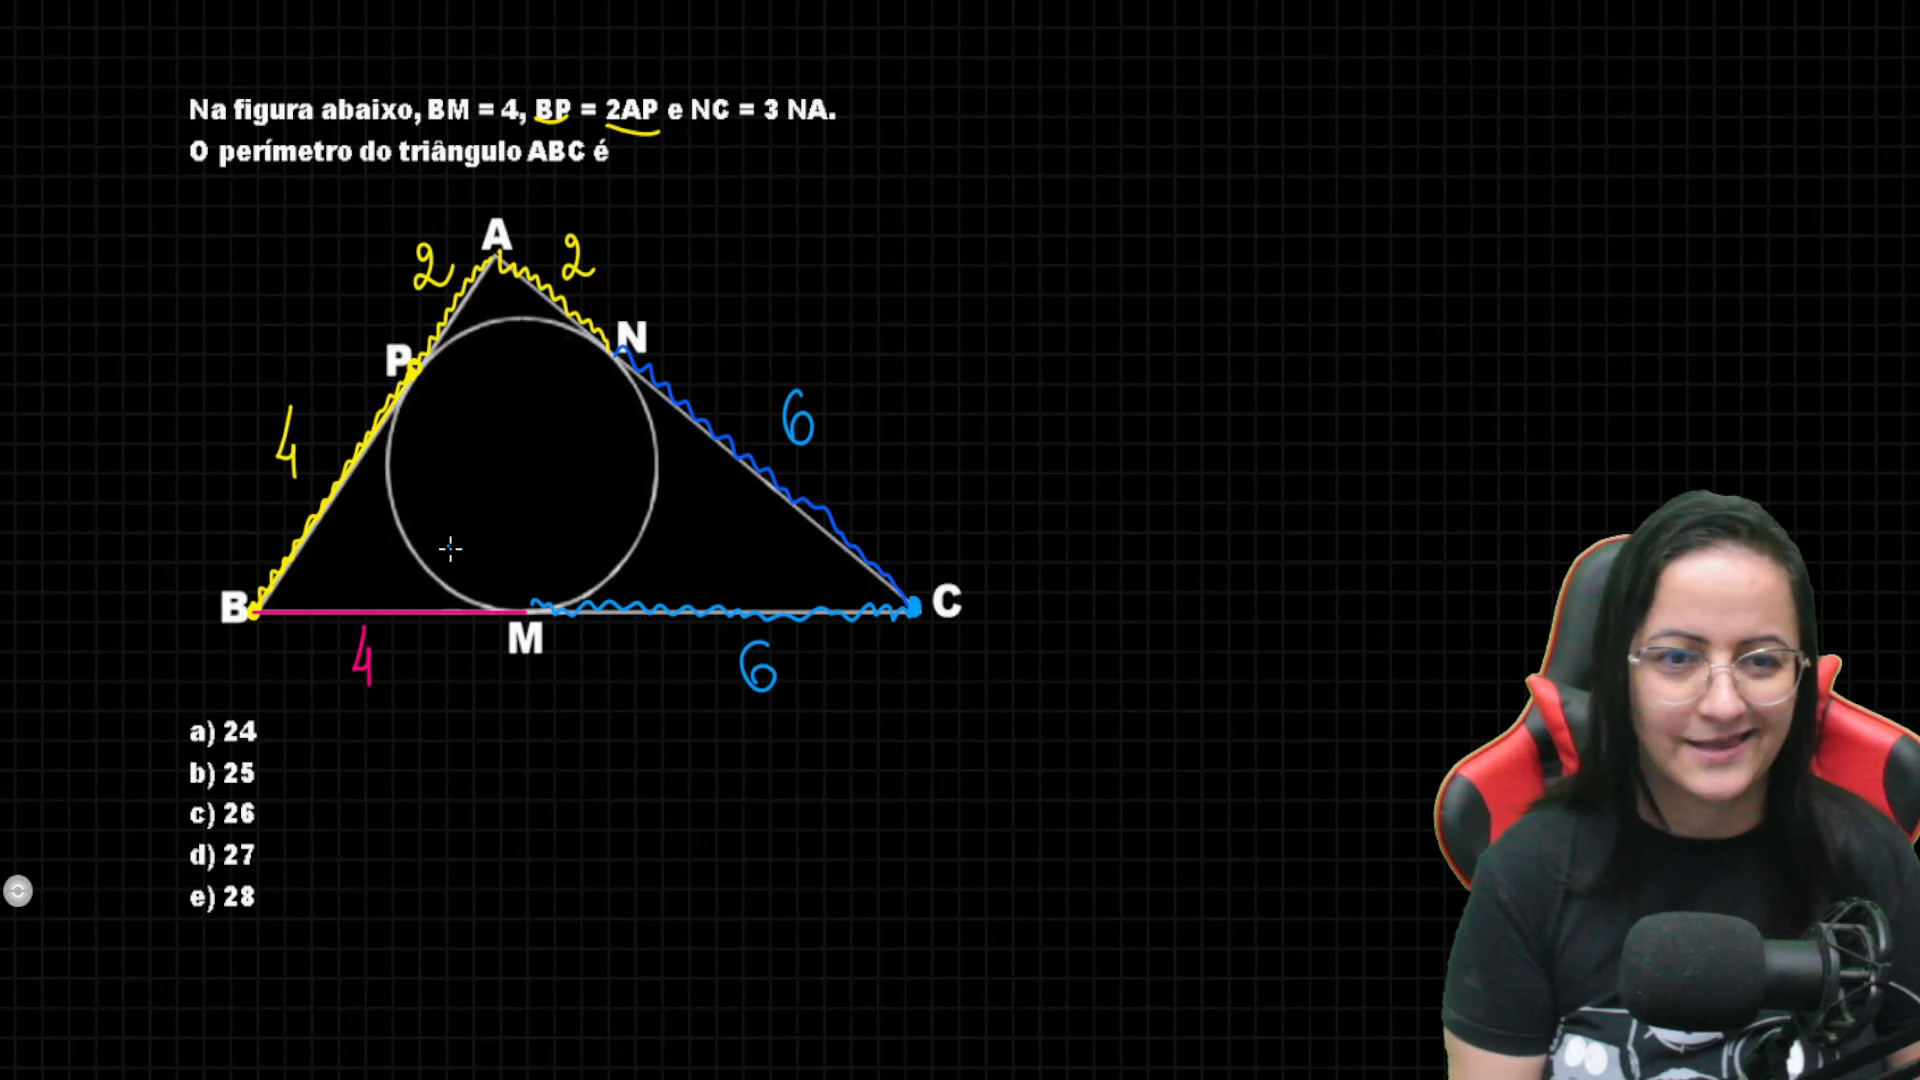 Na figura abaixo, BM = 4, BP = 2AP e NC = 3 NA.
O perímetro do triângulo ABC é
A
2
2
P
N
4
6
B
C
M
4
6
a) 24
b) 25
c) 26
d) 27
e) 28